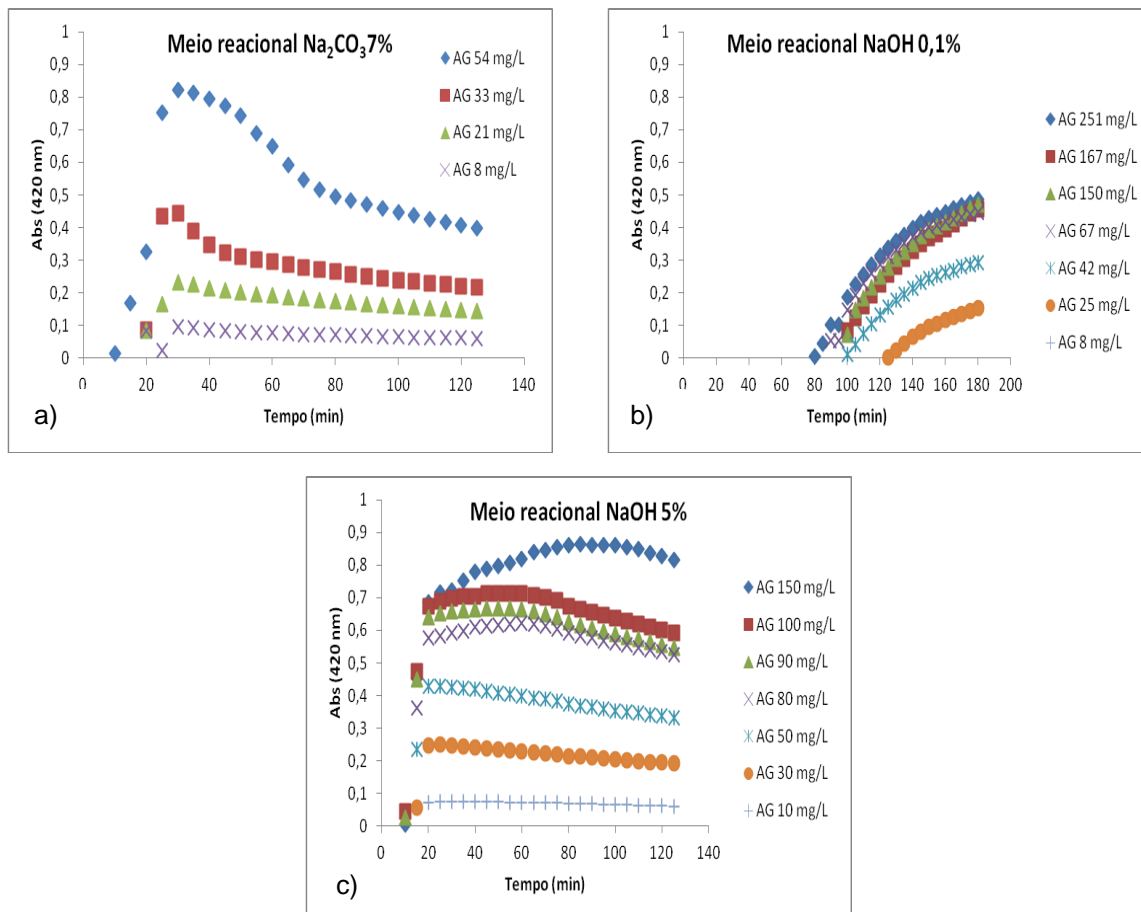 Meio reacional Na₂CO₃7%
Abs (420 nm)
1
0,9
0,8
0,7
0,6
0,5
0,4
0,3
0,2
0,1
0
0 20 40 60 80 100 120 140
Tempo (min)
AG 54 mg/L
AG 33 mg/L
AG 21 mg/L
AG 8 mg/L
a)
Meio reacional NaOH 0,1%
Abs (420 nm)
1
0,9
0,8
0,7
0,6
0,5
0,4
0,3
0,2
0,1
0
0 20 40 60 80 100 120 140 160 180 200
Tempo (min)
AG 251 mg/L
AG 167 mg/L
AG 150 mg/L
AG 67 mg/L
AG 42 mg/L
AG 25 mg/L
AG 8 mg/L
b)
Meio reacional NaOH 5%
Abs (420 nm)
1
0,9
0,8
0,7
0,6
0,5
0,4
0,3
0,2
0,1
0
0 20 40 60 80 100 120 140
Tempo (min)
AG 150 mg/L
AG 100 mg/L
AG 90 mg/L
AG 80 mg/L
AG 50 mg/L
AG 30 mg/L
AG 10 mg/L
c)